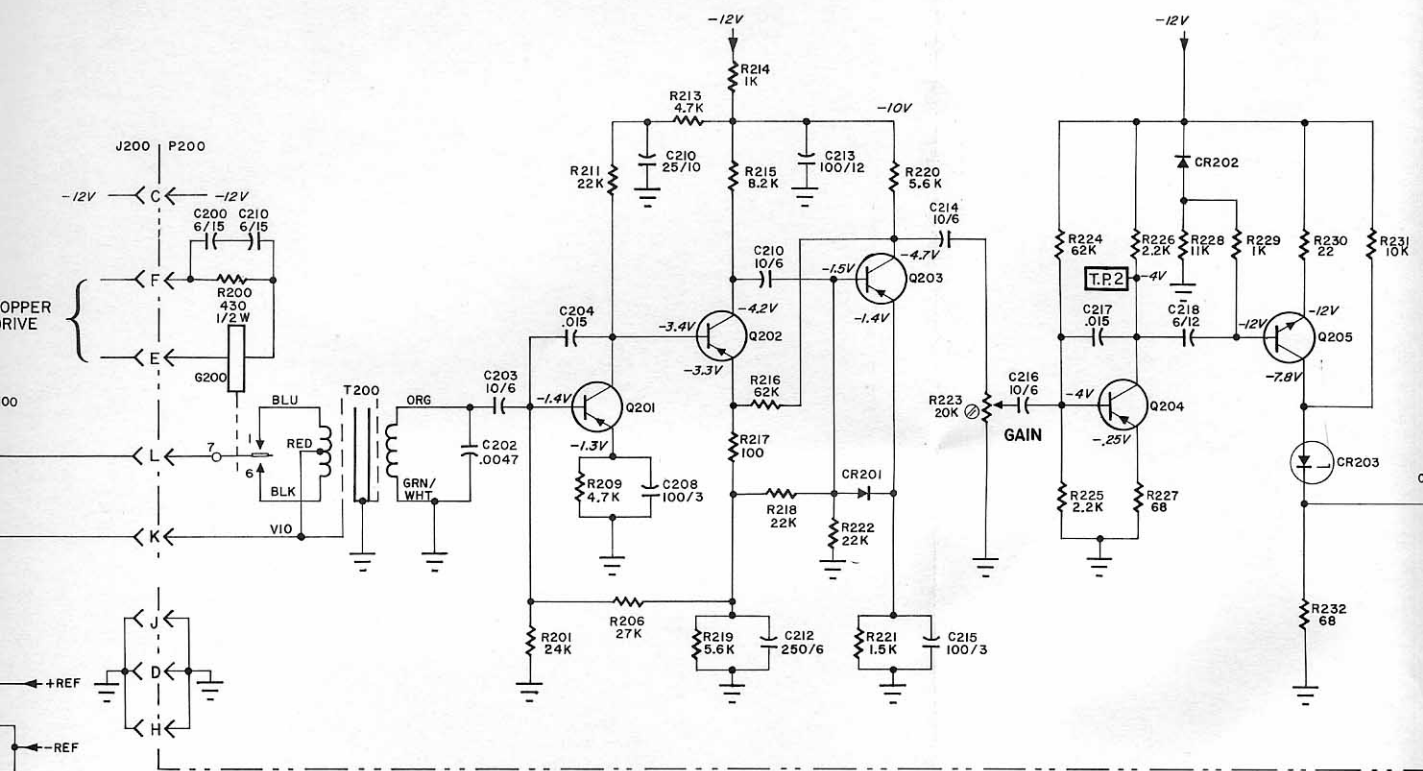 -12V
-12V
R214
1K
R213
4.7K
-10V
J200 P200
C210
25/10
C213
100/12
CR202
R211
22K
R215
8.2K
R220
5.6K
-12V
C
-12V
C200
6/15
C210
6/15
C214
10/6
R224
62K
R226
2.2K
R228
11K
R229
1K
R230
22
R231
10K
F
C210
10/6
-4.7V
-1.5V
Q203
T.P.2
-4V
R200
430
1/2 W
OPPER
DRIVE
C204
.015
-4.2V
-3.4V
Q202
-1.4V
C217
.015
C218
6/12
-12V
-12V
Q205
E
G200
-3.3V
-7.8V
T200
C203
10/6
R216
62K
C216
10/6
-4V
Q204
00
BLU
ORG
-1.4V
Q201
R223
20K
GAIN
RED
C202
.0047
-1.3V
R217
100
-.25V
L
7
1
6
CR201
CR203
BLK
GRN/
WHT
R209
4.7K
C208
100/3
R218
22K
R222
22K
R225
2.2K
R227
68
K
VIO
R206
27K
R232
68
J
R201
24K
R219
5.6K
C212
250/6
R221
1.5K
C215
100/3
+REF
D
H
-REF